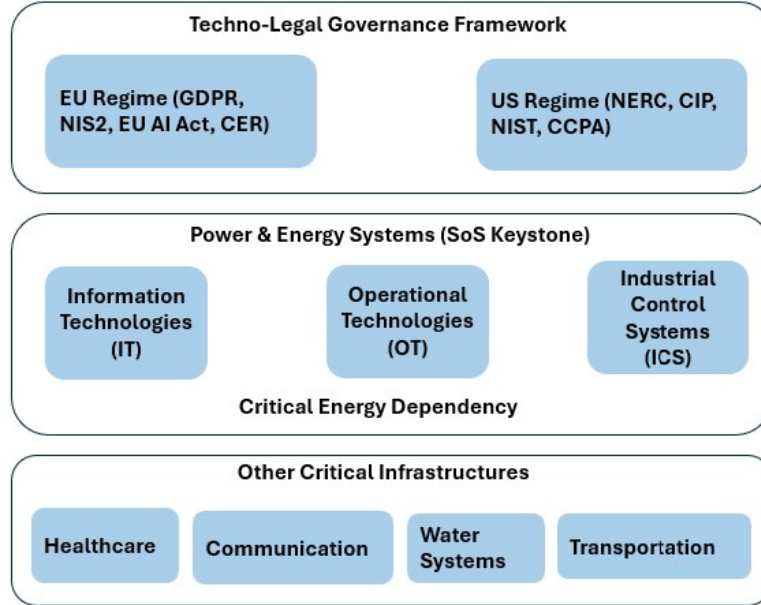 Techno-Legal Governance Framework
EU Regime (GDPR,
NIS2, EU AI Act, CER)
US Regime (NERC, CIP,
NIST, CCPA)
Power & Energy Systems (SoS Keystone)
Information
Technologies
(IT)
Operational
Technologies
(OT)
Industrial
Control
Systems
(ICS)
Critical Energy Dependency
Other Critical Infrastructures
Healthcare
Communication
Water
Systems
Transportation